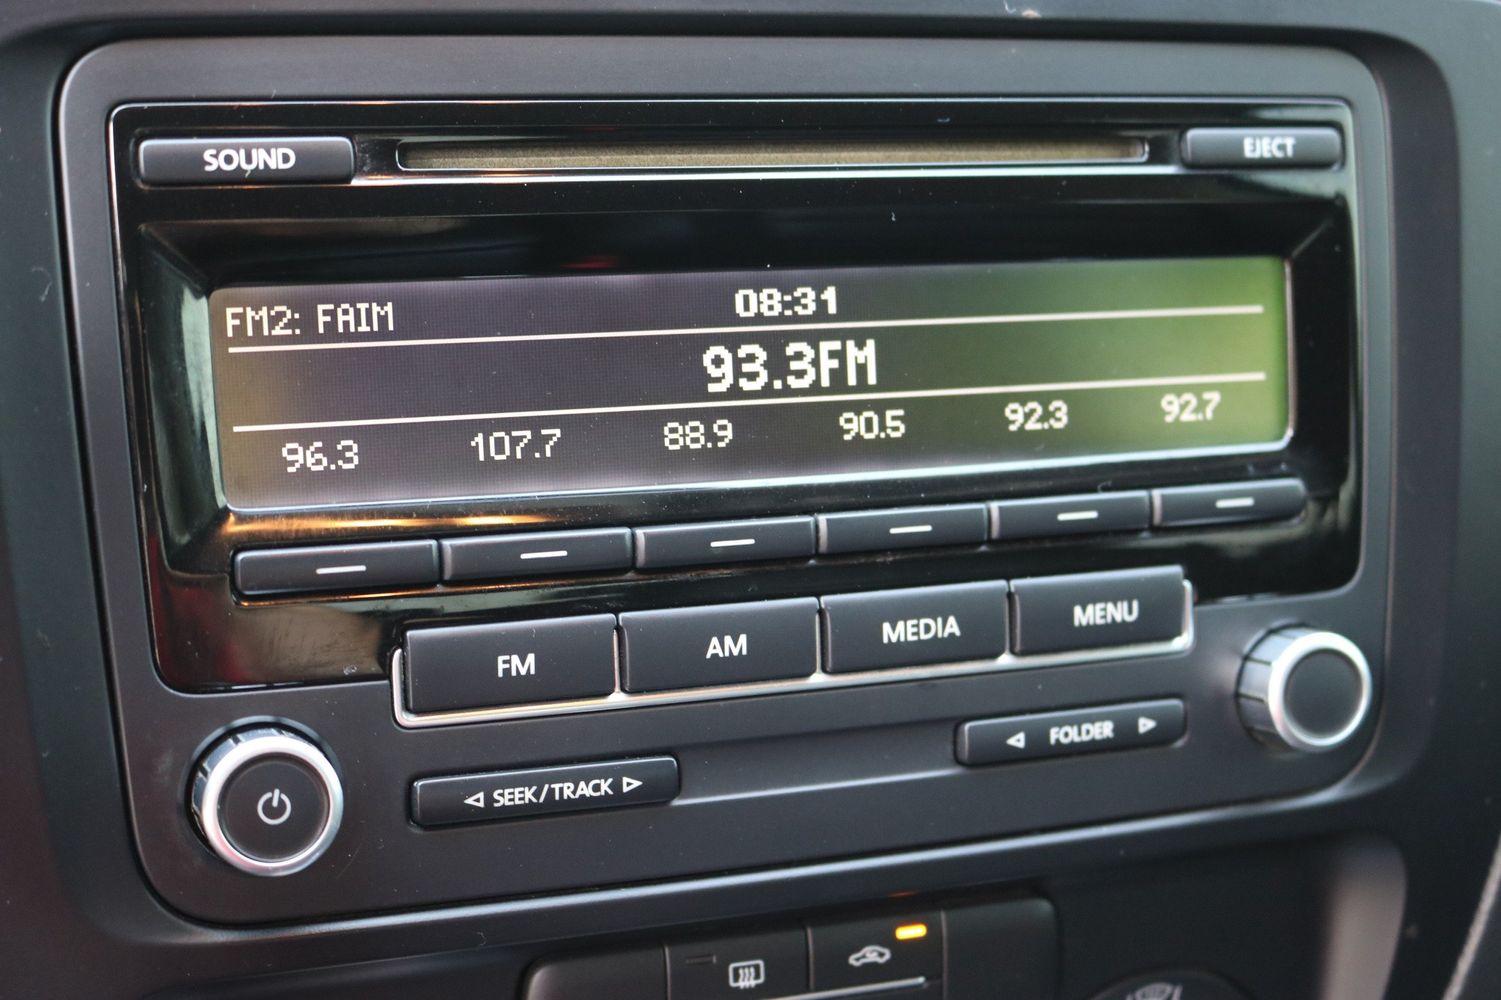 SOUND
EJECT
FM2: FAIM
08:31
93.3FM
96.3 107.7 88.9 90.5 92.3 92.7
FM AM MEDIA MENU
SEEK/TRACK
FOLDER